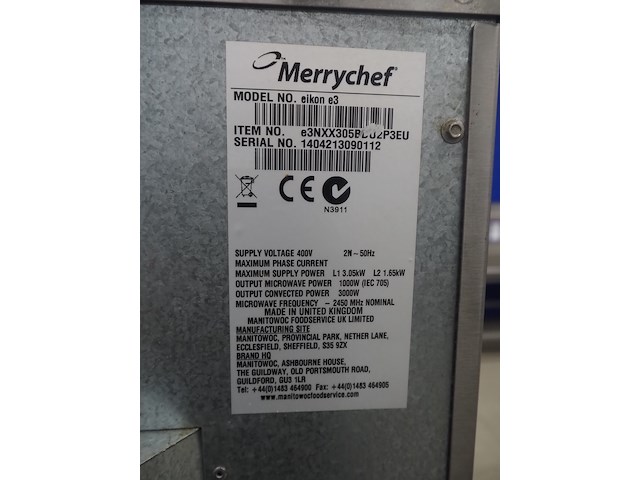 Merrychef®
MODEL NO. eikon e3
ITEM NO.
SERIAL NO. 1404213090112
CE
N3911
SUPPLY VOLTAGE 400V 2N~50Hz
MAXIMUM PHASE CURRENT
MAXIMUM SUPPLY POWER L1 3.05kW L2 1.65kW
OUTPUT MICROWAVE POWER 1000W (IEC 705)
OUTPUT CONVECTED POWER 3000W
MICROWAVE FREQUENCY ~ 2450 MHz NOMINAL
MADE IN UNITED KINGDOM
MANITOWOC FOODSERVICE UK LIMITED
MANUFACTURING SITE
MANITOWOC, PROVINCIAL PARK, NETHER LANE,
ECCLESFIELD, SHEFFIELD, S35 9ZX
BRAND HQ
MANITOWOC, ASHBOURNE HOUSE,
THE GUILDWAY, OLD PORTSMOUTH ROAD,
GUILDFORD, GU3 1LR
Tel: +44(0)1483 464900 Fax: +44(0)1483 464905
www.manitowocfoodservice.com